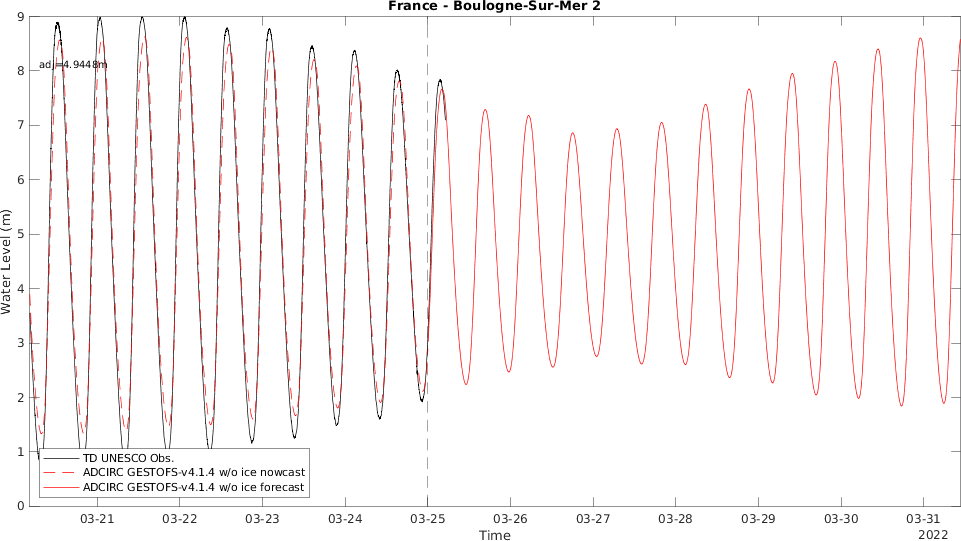 France - Boulogne-Sur-Mer 2
adj=4.9448m
Water Level (m)
9
8
7
6
5
4
3
2
1
0
TD UNESCO Obs.
ADCIRC GESTOFS-v4.1.4 w/o ice nowcast
ADCIRC GESTOFS-v4.1.4 w/o ice forecast
03-21 03-22 03-23 03-24 03-25 03-26 03-27 03-28 03-29 03-30 03-31
Time
2022